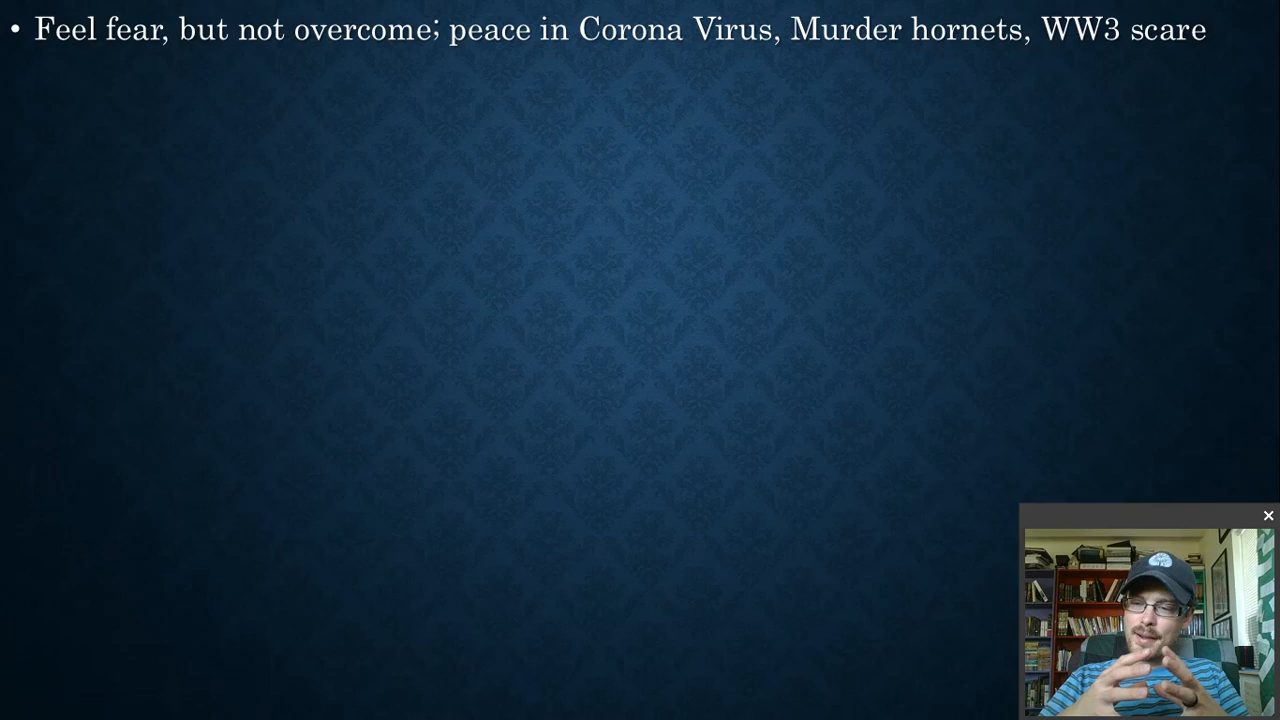 • Feel fear, but not overcome; peace in Corona Virus, Murder hornets, WW3 scare